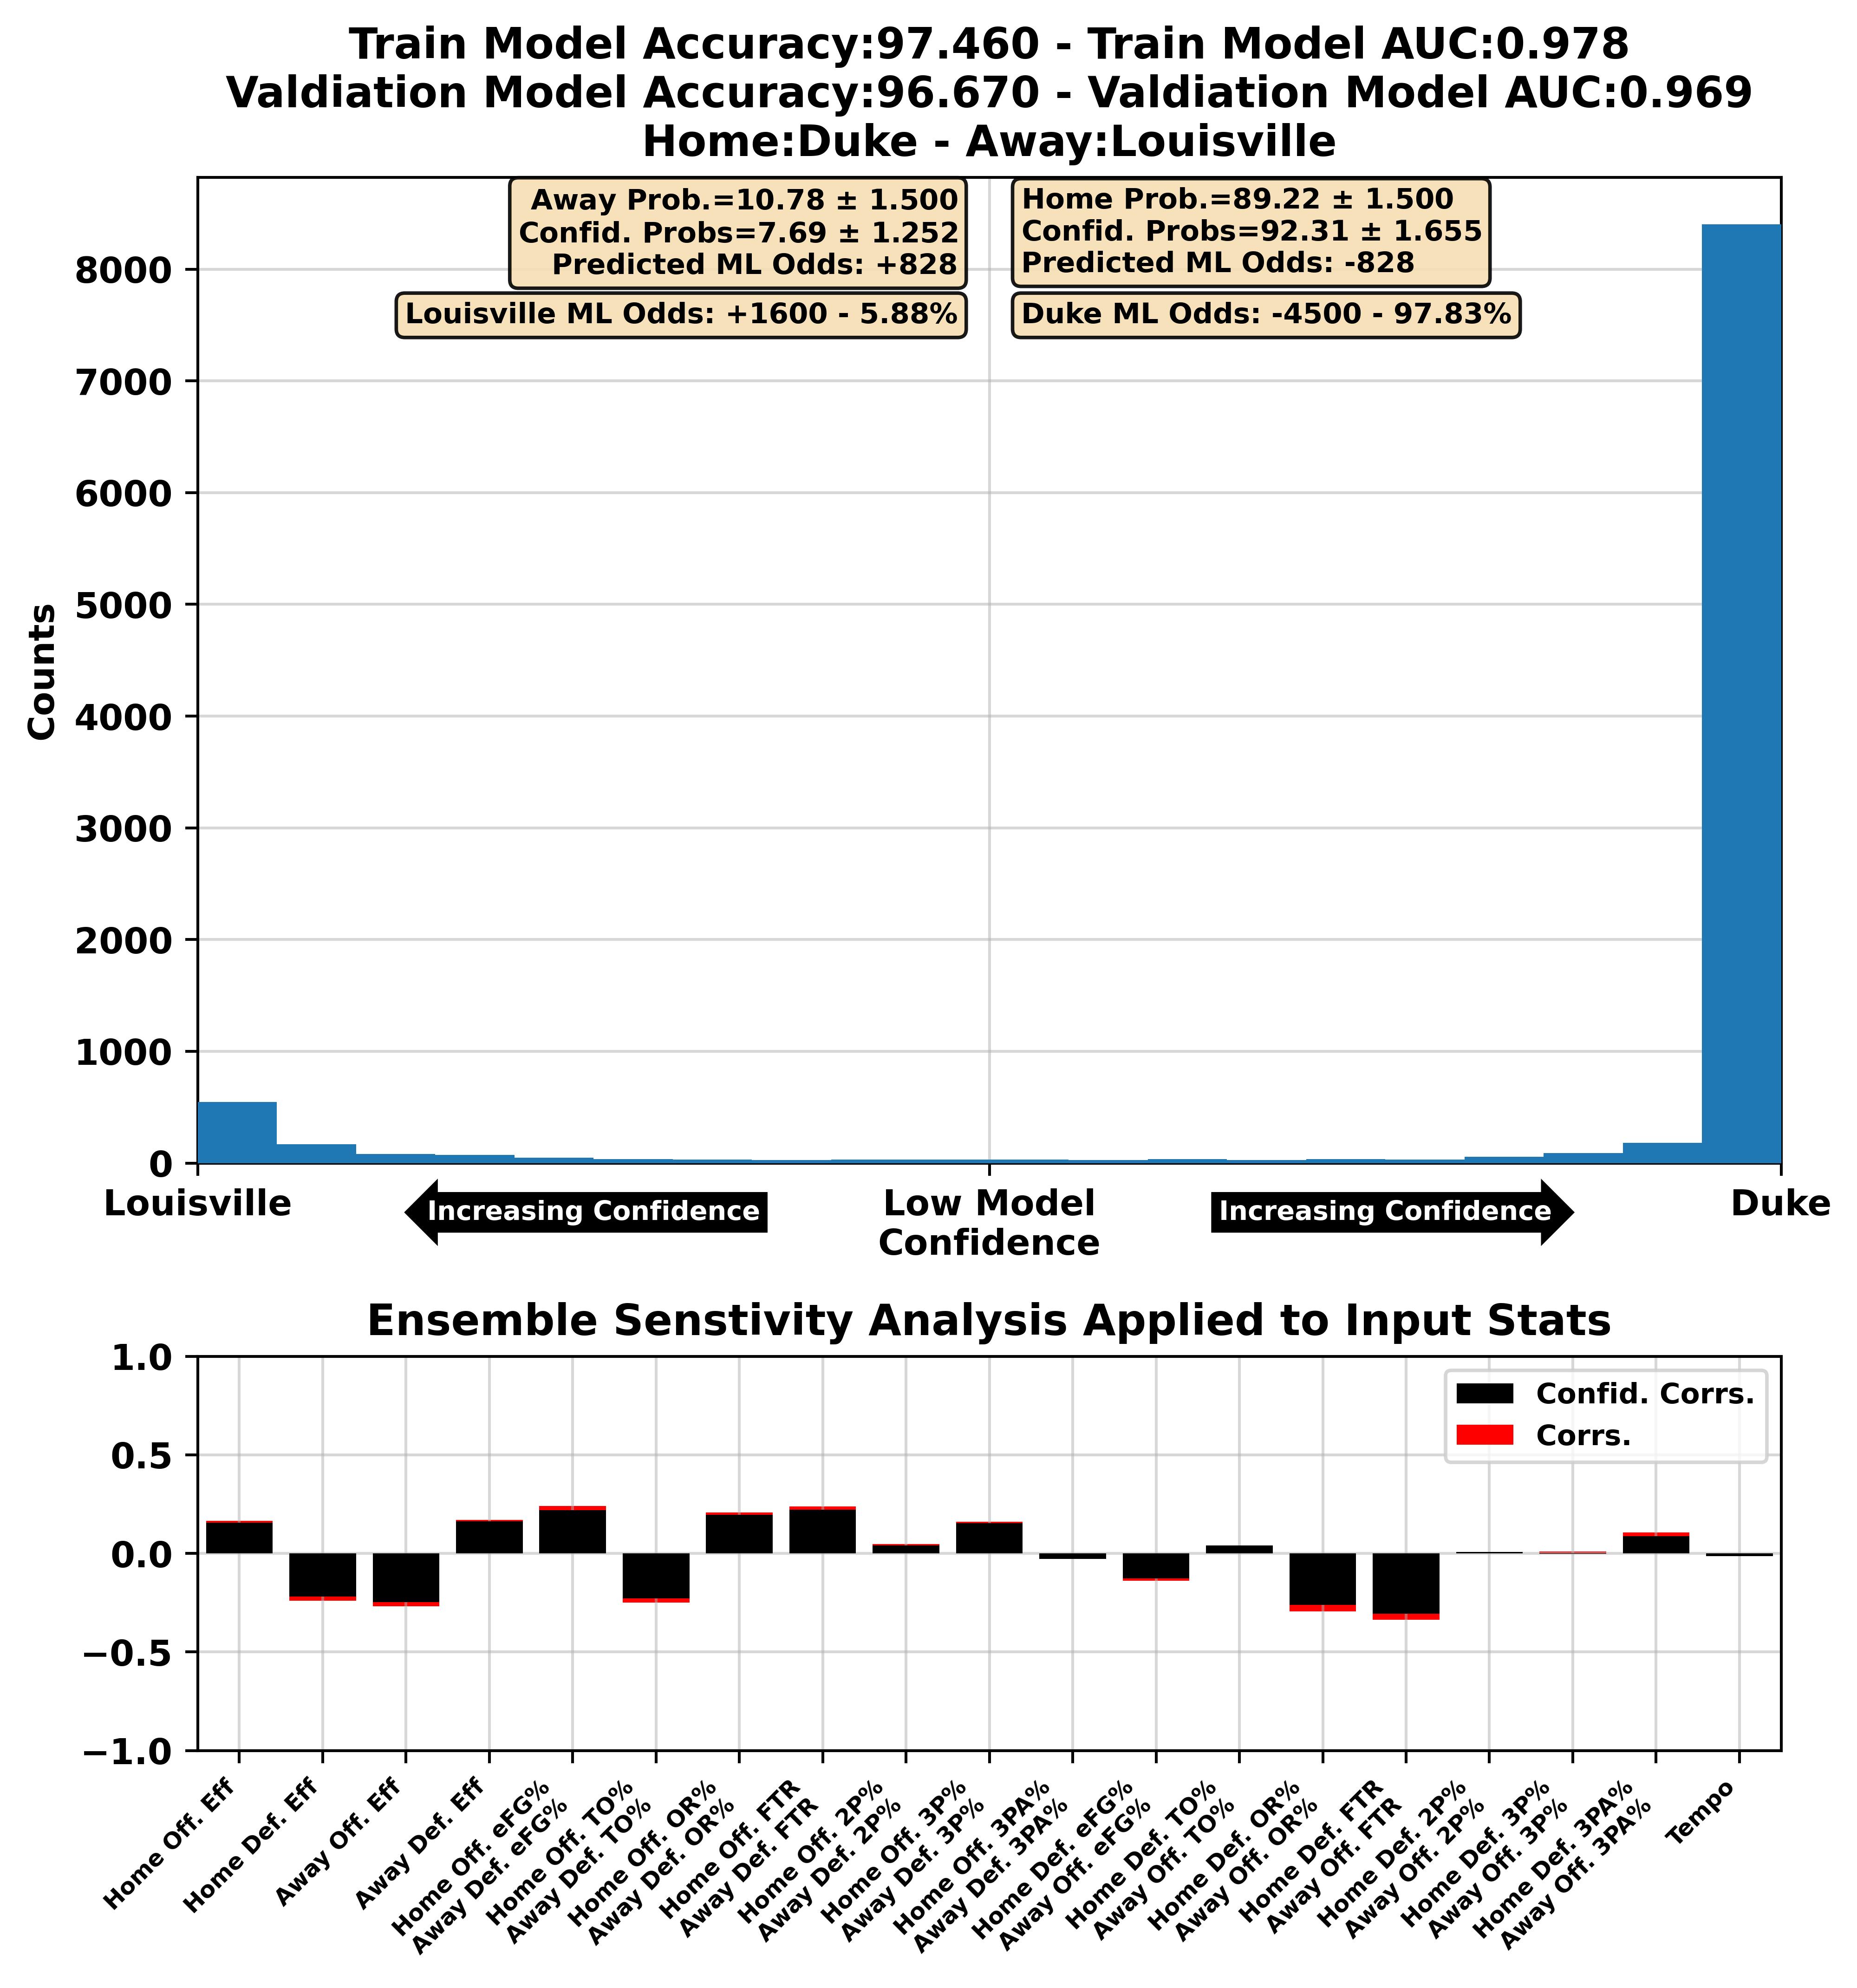 Train Model Accuracy:97.460 - Train Model AUC:0.978
Valdiation Model Accuracy:96.670 - Valdiation Model AUC:0.969
Home:Duke - Away:Louisville
Away Prob.=10.78 ± 1.500
Confid. Probs=7.69 ± 1.252
Predicted ML Odds: +828
Louisville ML Odds: +1600 - 5.88%
Home Prob.=89.22 ± 1.500
Confid. Probs=92.31 ± 1.655
Predicted ML Odds: -828
Duke ML Odds: -4500 - 97.83%
Counts
8000
7000
6000
5000
4000
3000
2000
1000
0
Louisville
Increasing Confidence
Low Model
Confidence
Increasing Confidence
Duke
Ensemble Senstivity Analysis Applied to Input Stats
1.0
0.5
0.0
−0.5
−1.0
Confid. Corrs.
Corrs.
Home Off. Eff
Home Def. Eff
Away Off. Eff
Away Def. Eff
Home Off. eFG%
Away Def. eFG%
Home Off. TO%
Away Def. TO%
Home Off. OR%
Away Def. OR%
Home Off. FTR
Away Def. FTR
Home Off. 2P%
Away Def. 2P%
Home Off. 3P%
Away Def. 3P%
Home Off. 3PA%
Away Def. 3PA%
Home Def. eFG%
Away Off. eFG%
Home Def. TO%
Away Off. TO%
Home Def. OR%
Away Off. OR%
Home Def. FTR
Away Off. FTR
Home Def. 2P%
Away Off. 2P%
Home Def. 3P%
Away Off. 3P%
Home Def. 3PA%
Away Off. 3PA%
Tempo